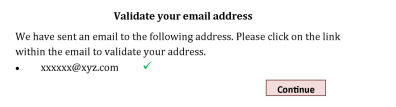 Validate your email address
We have sent an email to the following address. Please click on the link
within the email to validate your address.
• xxxxxx@xyz.com ✓
Continue